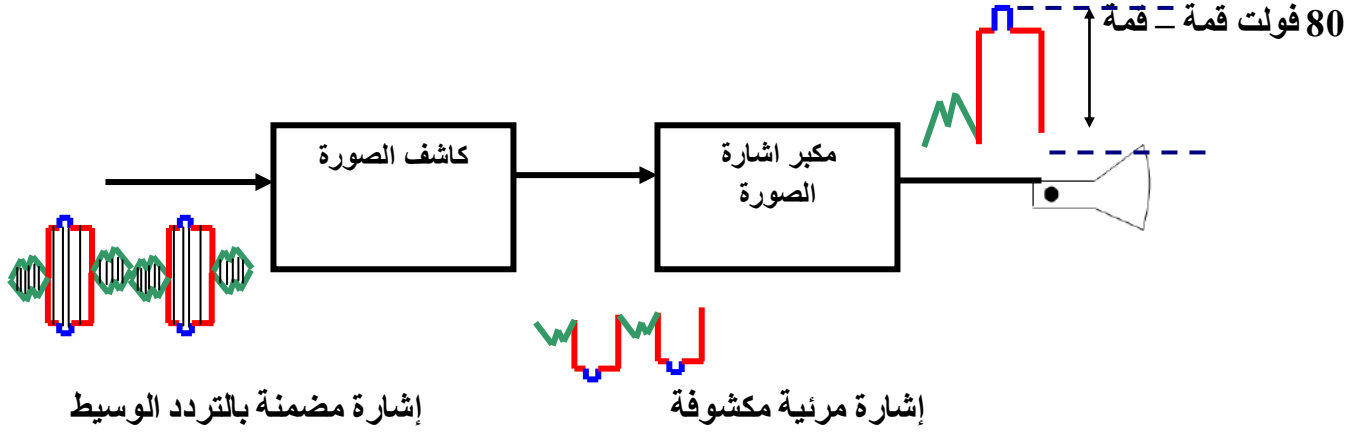 80 فولت قمة – قمة
كاشف الصورة
مكبر اشارة
الصورة
إشارة مضمنة بالتردد الوسيط
إشارة مرئية مكشوفة